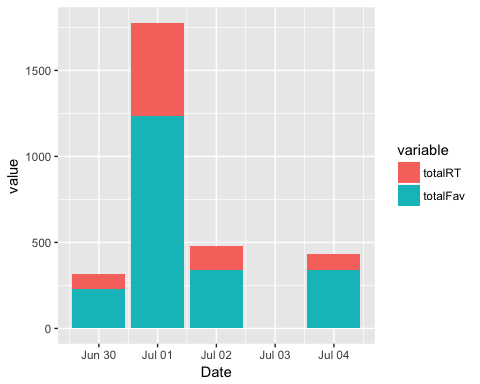 value
1500
1000
500
0
Jun 30 Jul 01 Jul 02 Jul 03 Jul 04
Date
variable
totalRT
totalFav